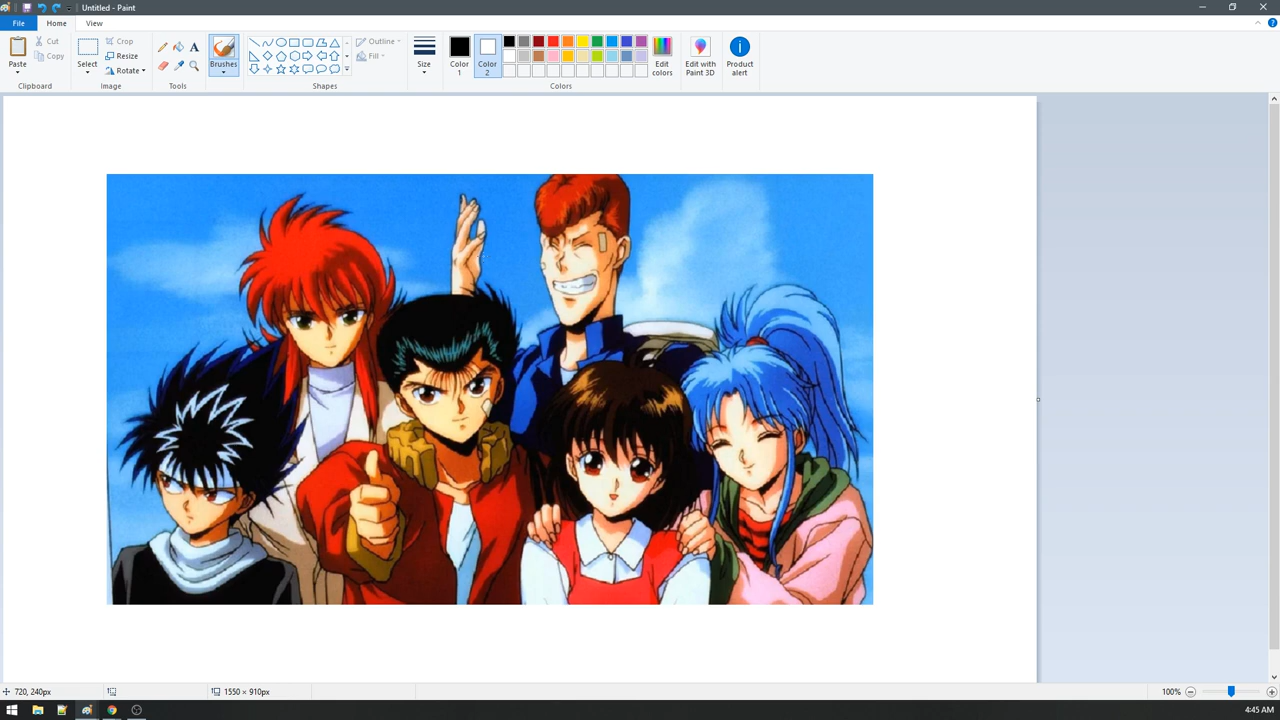 Untitled - Paint
File Home View
Paste Cut Copy
Select Crop Resize Rotate
Brushes
Outline Fill
Size
Color 1
Color 2
Edit colors
Edit with Paint 3D
Product alert
Clipboard Image Tools Shapes Colors
720, 240px 1550 × 910px 100%
4:45 AM